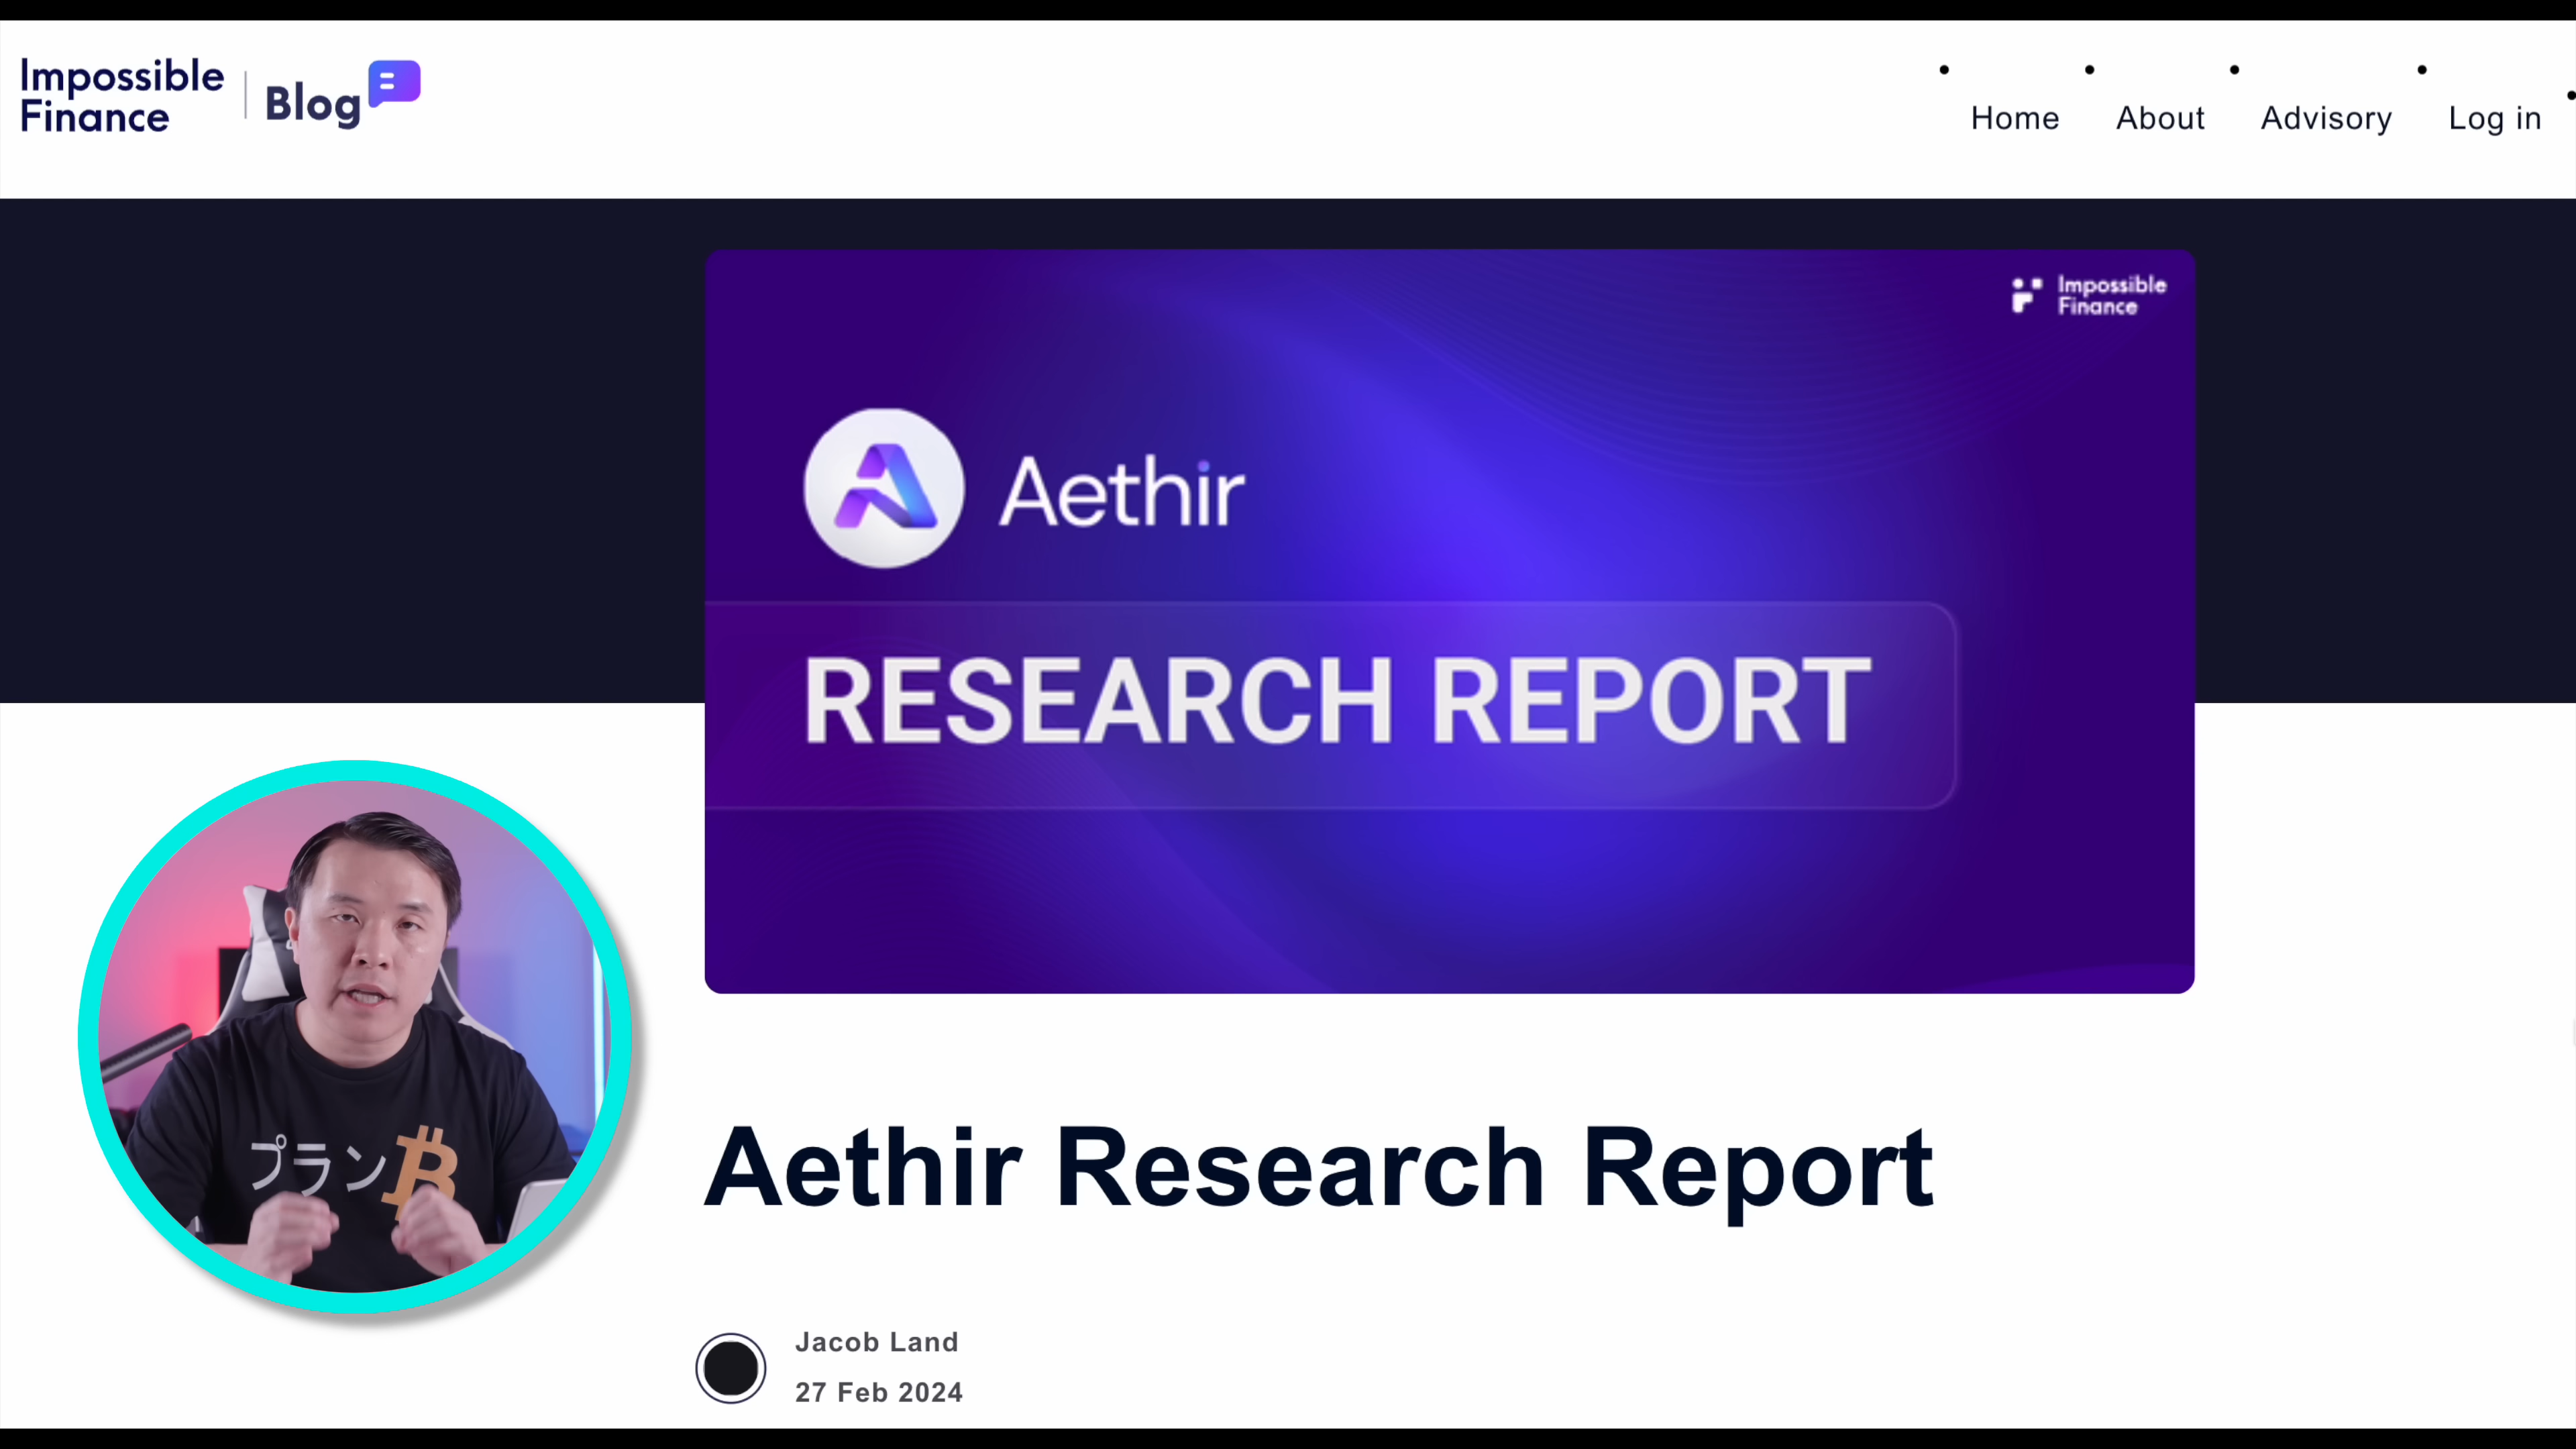 Impossible
Finance
Blog
Home About Advisory Log in
Impossible
Finance
Aethir
RESEARCH REPORT
プラン₿
Aethir Research Report
Jacob Land
27 Feb 2024